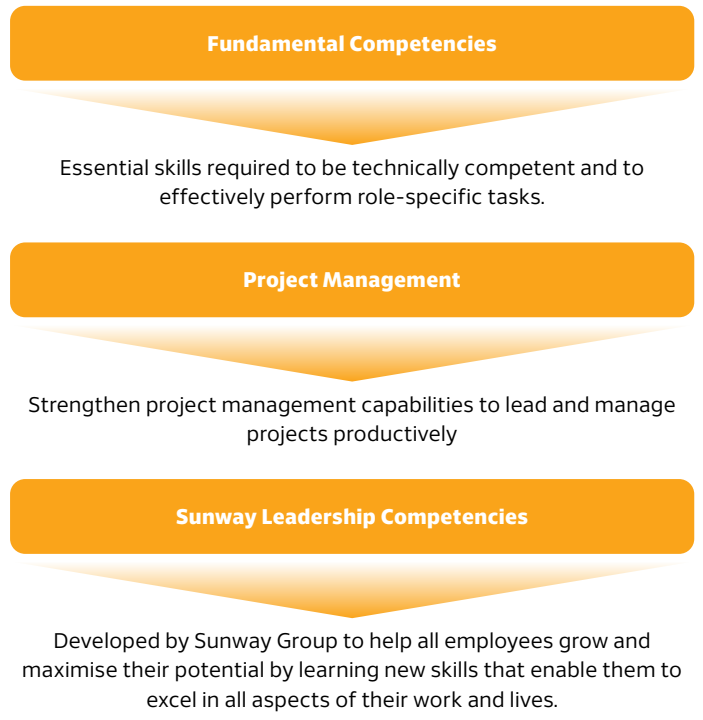 Fundamental Competencies
Essential skills required to be technically competent and to
effectively perform role-specific tasks.
Project Management
Strengthen project management capabilities to lead and manage
projects productively
Sunway Leadership Competencies
Developed by Sunway Group to help all employees grow and
maximise their potential by learning new skills that enable them to
excel in all aspects of their work and lives.